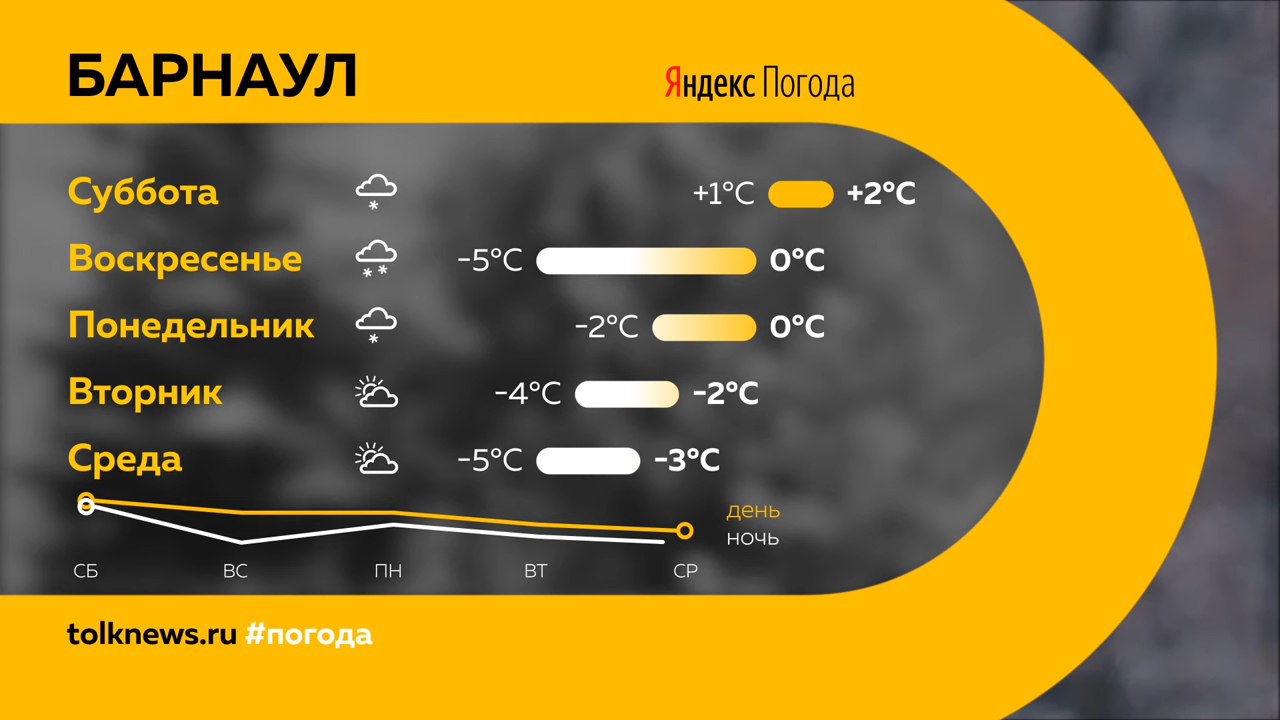 БАРНАУЛ
Яндекс Погода
Суббота +1°C +2°C
Воскресенье -5°C 0°C
Понедельник -2°C 0°C
Вторник -4°C -2°C
Среда -5°C -3°C
день
ночь
СБ ВС ПН ВТ СР
tolknews.ru #погода